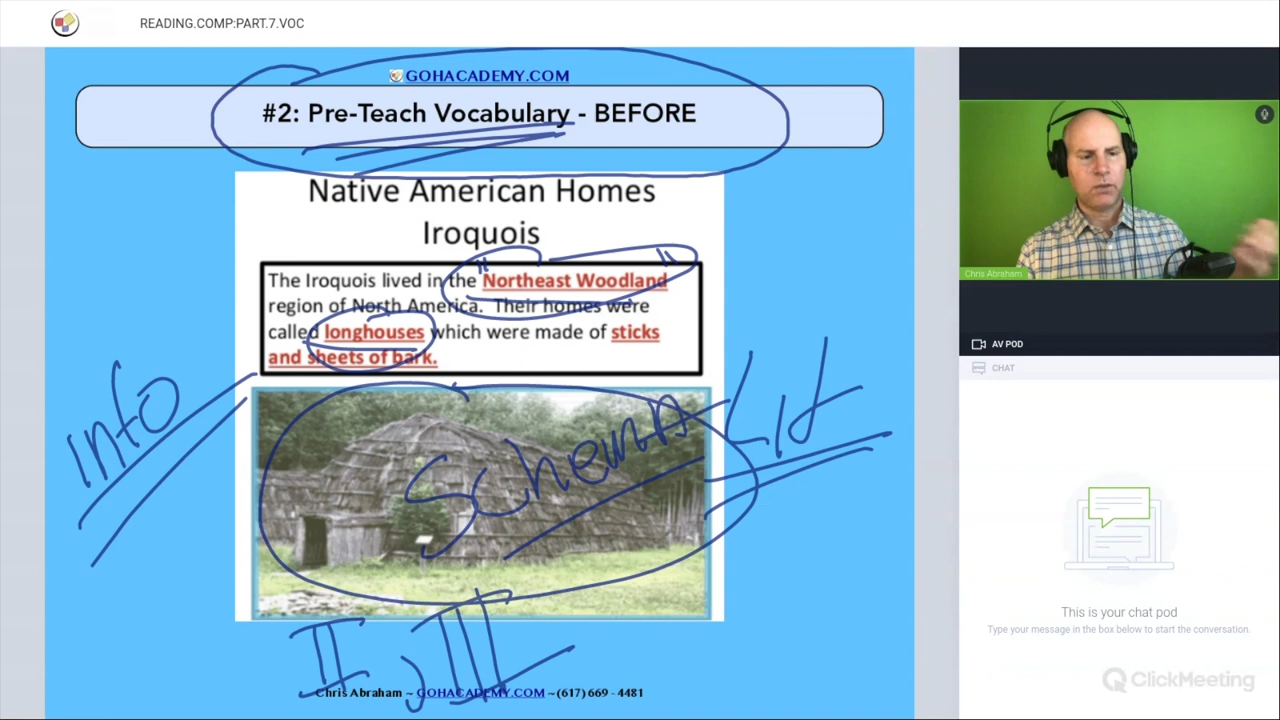 READING.COMP:PART.7.VOC
GOHACADEMY.COM
#2: Pre-Teach Vocabulary - BEFORE
Native American Homes
Iroquois
The Iroquois lived in the "Northeast Woodland"
region of North America. Their homes were
called longhouses which were made of sticks
and sheets of bark.
Info
Schema
Lit
II, III
Chris Abraham ~ GOHACADEMY.COM ~ (617) 669 - 4481
Chris Abraham
AV POD
CHAT
This is your chat pod
Type your message in the box below to start the conversation.
ClickMeeting